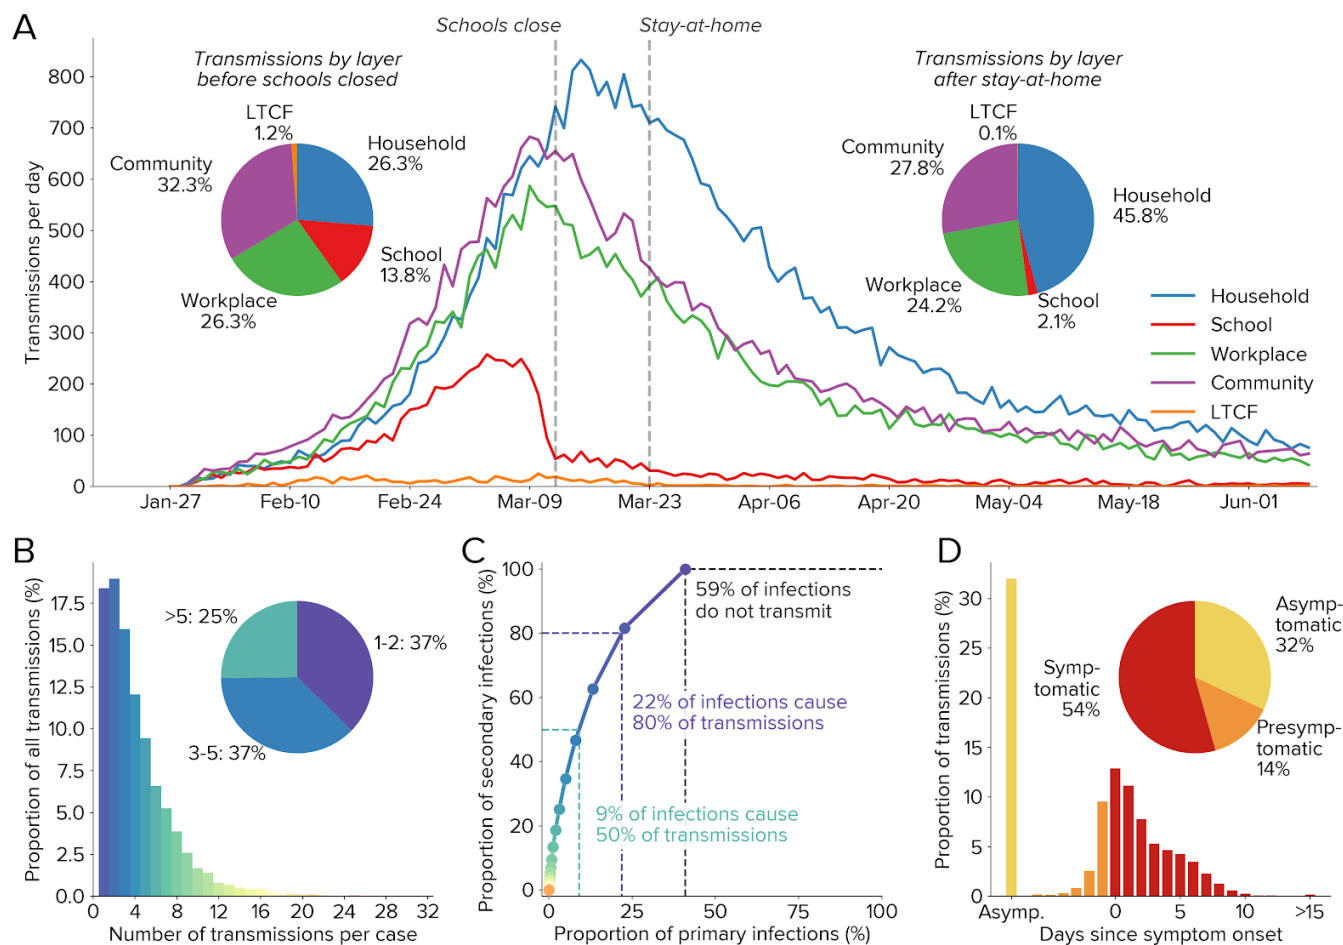 A
Schools close
Stay-at-home
Transmissions by layer
before schools closed
Transmissions by layer
after stay-at-home
Transmissions per day
800
700
600
500
400
300
200
100
0
LTCF
1.2%
Household
26.3%
Community
32.3%
School
13.8%
Workplace
26.3%
LTCF
0.1%
Community
27.8%
Household
45.8%
Workplace
24.2%
School
2.1%
Household
School
Workplace
Community
LTCF
Jan-27
Feb-10
Feb-24
Mar-09
Mar-23
Apr-06
Apr-20
May-04
May-18
Jun-01
B
Proportion of all transmissions (%)
17.5
15.0
12.5
10.0
7.5
5.0
2.5
0.0
>5: 25%
1-2: 37%
3-5: 37%
0
4
8
12
16
20
24
28
32
Number of transmissions per case
C
Proportion of secondary infections (%)
100
80
60
40
20
0
59% of infections
do not transmit
22% of infections cause
80% of transmissions
9% of infections cause
50% of transmissions
0
25
50
75
100
Proportion of primary infections (%)
D
Proportion of transmissions (%)
30
25
20
15
10
5
0
Asymp-
tomatic
32%
Symp-
tomatic
54%
Presymp-
tomatic
14%
Asymp.
0
5
10
>15
Days since symptom onset